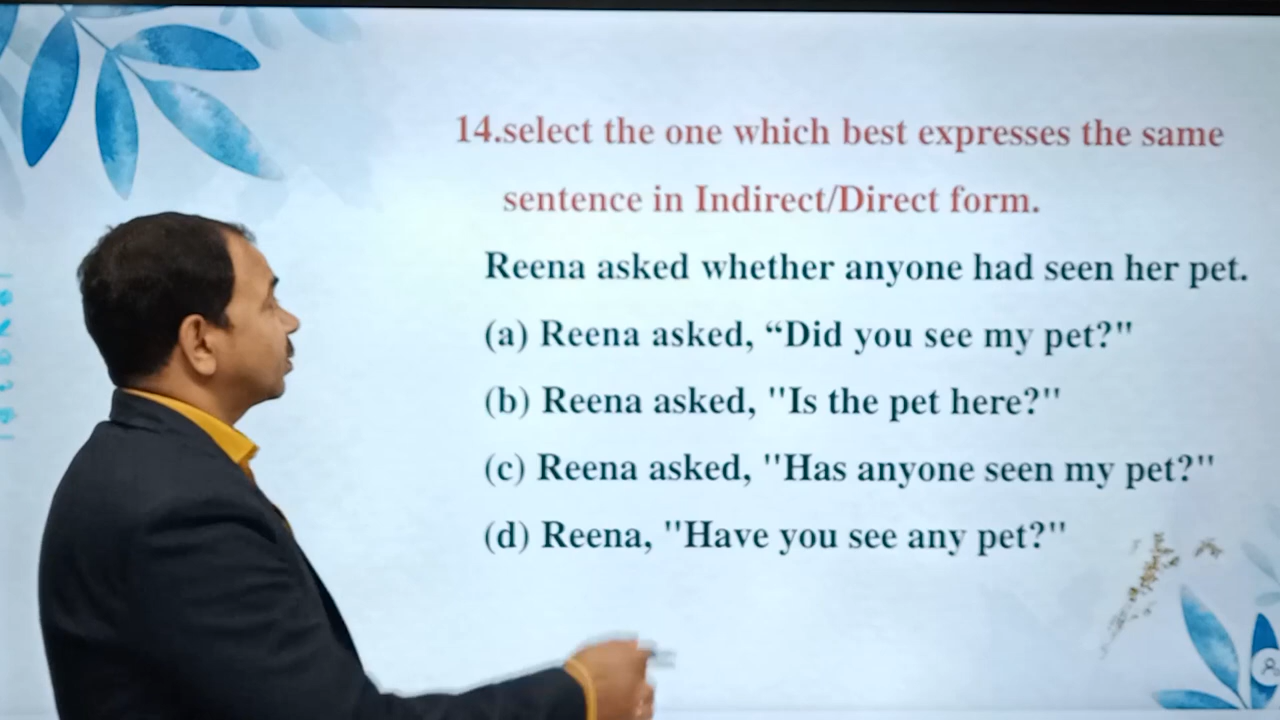 14.select the one which best expresses the same
sentence in Indirect/Direct form.
Reena asked whether anyone had seen her pet.
(a) Reena asked, “Did you see my pet?"
(b) Reena asked, "Is the pet here?"
(c) Reena asked, "Has anyone seen my pet?"
(d) Reena, "Have you see any pet?"